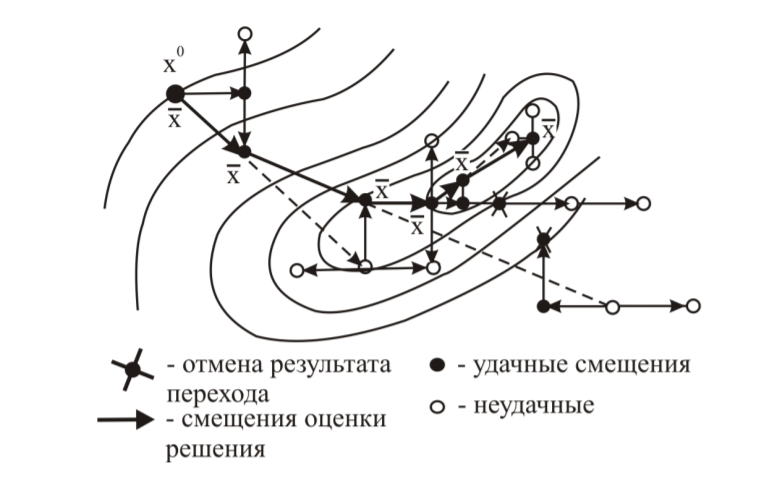 x⁰
x̅
x̅
x̅
x̅
x̅
x̅
- отмена результата
перехода
- смещения оценки
решения
- удачные смещения
- неудачные